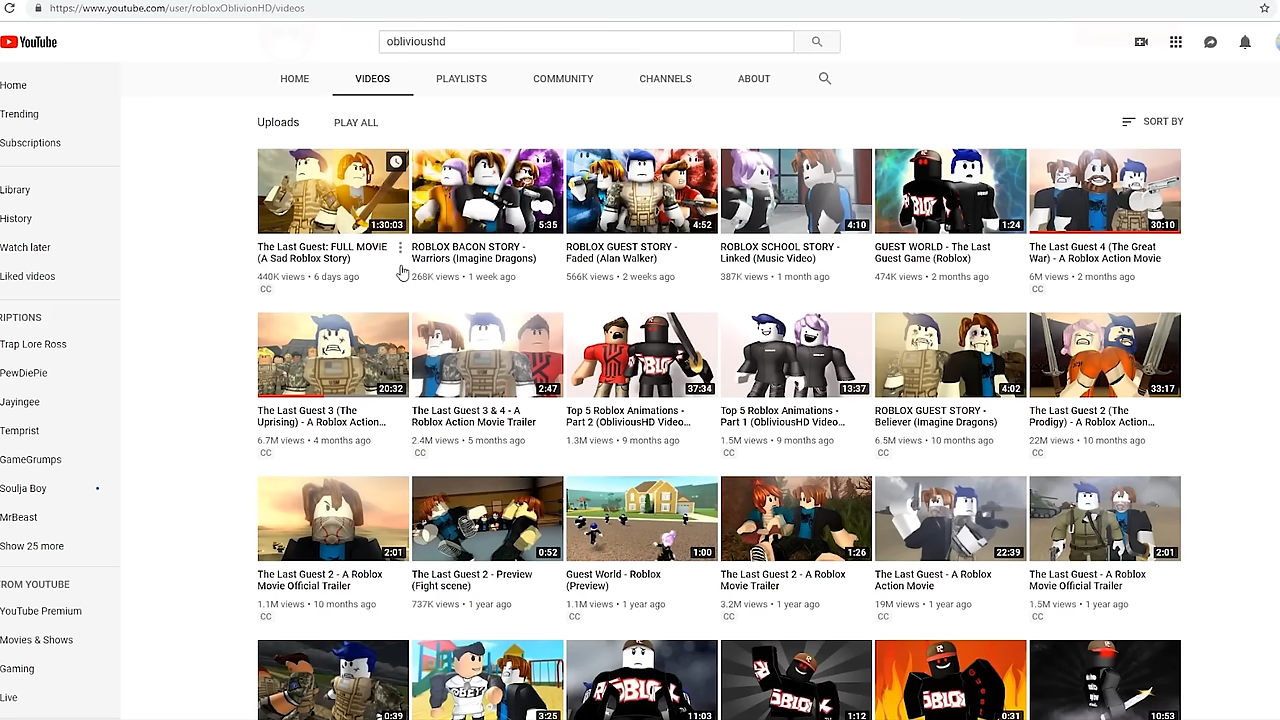 https://www.youtube.com/user/robloxOblivionHD/videos
YouTube
oblivioushd
HOME VIDEOS PLAYLISTS COMMUNITY CHANNELS ABOUT
Home
Trending
Subscriptions
Library
History
Watch later
Liked videos
RIPTIONS
Trap Lore Ross
PewDiePie
Jayingee
Temprist
GameGrumps
Soulja Boy
MrBeast
Show 25 more
ROM YOUTUBE
YouTube Premium
Movies & Shows
Gaming
Live
Uploads PLAY ALL SORT BY
1:30:03 5:35 4:52 4:10 1:24 30:10
The Last Guest: FULL MOVIE
(A Sad Roblox Story)
440K views • 6 days ago
CC
ROBLOX BACON STORY -
Warriors (Imagine Dragons)
268K views • 1 week ago
ROBLOX GUEST STORY -
Faded (Alan Walker)
566K views • 2 weeks ago
ROBLOX SCHOOL STORY -
Linked (Music Video)
387K views • 1 month ago
GUEST WORLD - The Last
Guest Game (Roblox)
474K views • 2 months ago
The Last Guest 4 (The Great
War) - A Roblox Action Movie
6M views • 2 months ago
CC
20:32 2:47 37:34 13:37 4:02 33:17
The Last Guest 3 (The
Uprising) - A Roblox Action...
6.7M views • 4 months ago
CC
The Last Guest 3 & 4 - A
Roblox Action Movie Trailer
2.4M views • 5 months ago
CC
Top 5 Roblox Animations -
Part 2 (ObliviousHD Video...
1.3M views • 9 months ago
Top 5 Roblox Animations -
Part 1 (ObliviousHD Video...
1.5M views • 9 months ago
CC
ROBLOX GUEST STORY -
Believer (Imagine Dragons)
6.5M views • 10 months ago
CC
The Last Guest 2 (The
Prodigy) - A Roblox Action...
22M views • 10 months ago
CC
2:01 0:52 1:00 1:26 22:39 2:01
The Last Guest 2 - A Roblox
Movie Official Trailer
1.1M views • 10 months ago
CC
The Last Guest 2 - Preview
(Fight scene)
737K views • 1 year ago
Guest World - Roblox
(Preview)
1.1M views • 1 year ago
CC
The Last Guest 2 - A Roblox
Movie Trailer
3.2M views • 1 year ago
CC
The Last Guest - A Roblox
Action Movie
19M views • 1 year ago
CC
The Last Guest - A Roblox
Movie Official Trailer
1.5M views • 1 year ago
CC
0:39 3:25 11:03 1:12 0:31 10:53